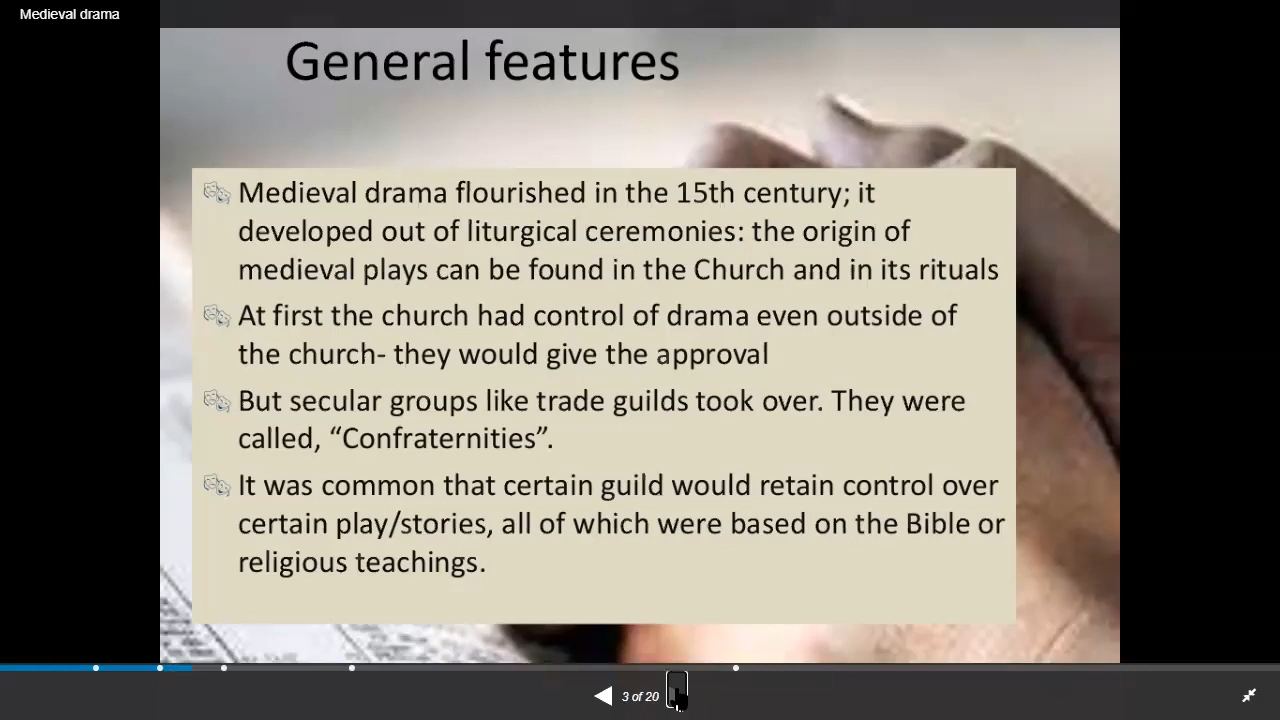 Medieval drama
General features
Medieval drama flourished in the 15th century; it
developed out of liturgical ceremonies: the origin of
medieval plays can be found in the Church and in its rituals
At first the church had control of drama even outside of
the church- they would give the approval
But secular groups like trade guilds took over. They were
called, “Confraternities”.
It was common that certain guild would retain control over
certain play/stories, all of which were based on the Bible or
religious teachings.
3 of 20